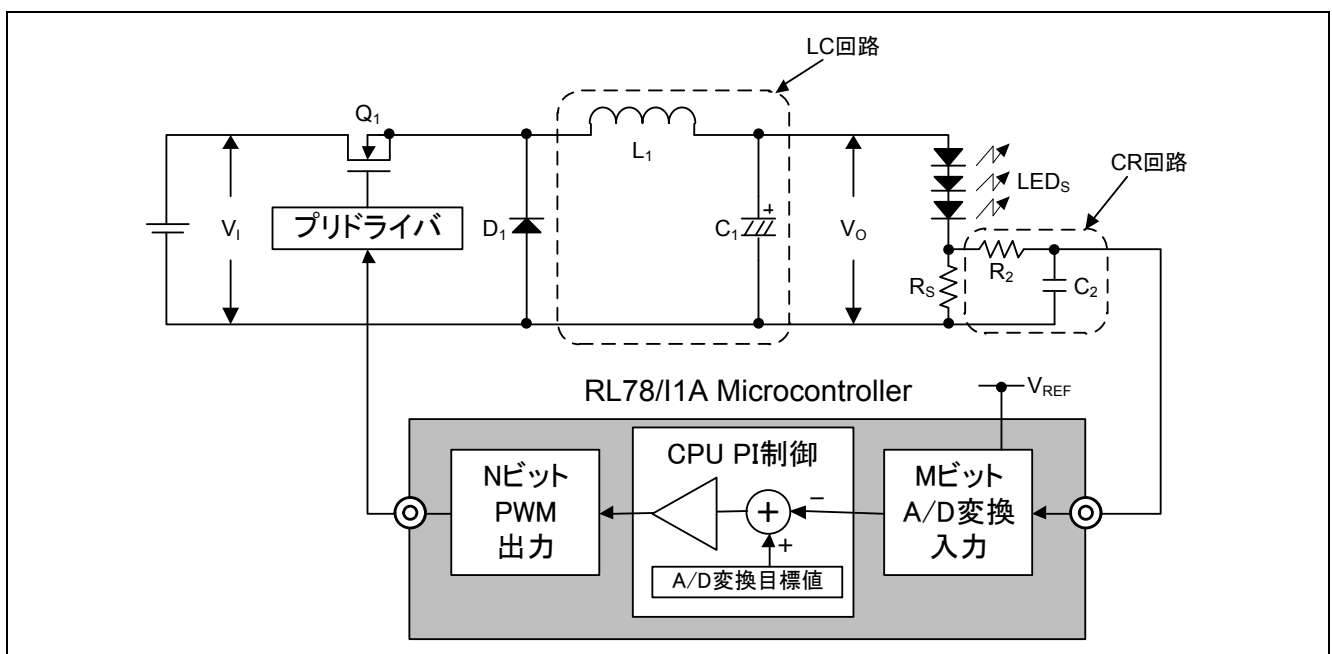 LC回路
Q1
L1
CR回路
LEDS
VI
プリドライバ
D1
C1
+
VO
R2
RS
C2
RL78/I1A Microcontroller
VREF
Nビット
PWM
出力
CPU PI制御
+
−
+
A/D変換目標値
Mビット
A/D変換
入力